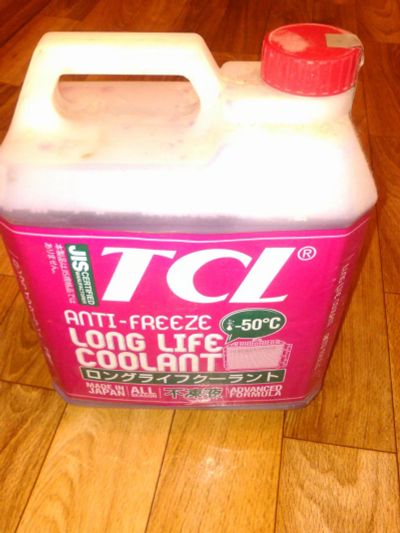 TCL®
JIS CERTIFIED
ANTI-FREEZE
-50°C
LONG LIFE
COOLANT
ロングライフクーラント
MADE IN
JAPAN
ALL
SEASON
不凍液
ADVANCED
FORMULA